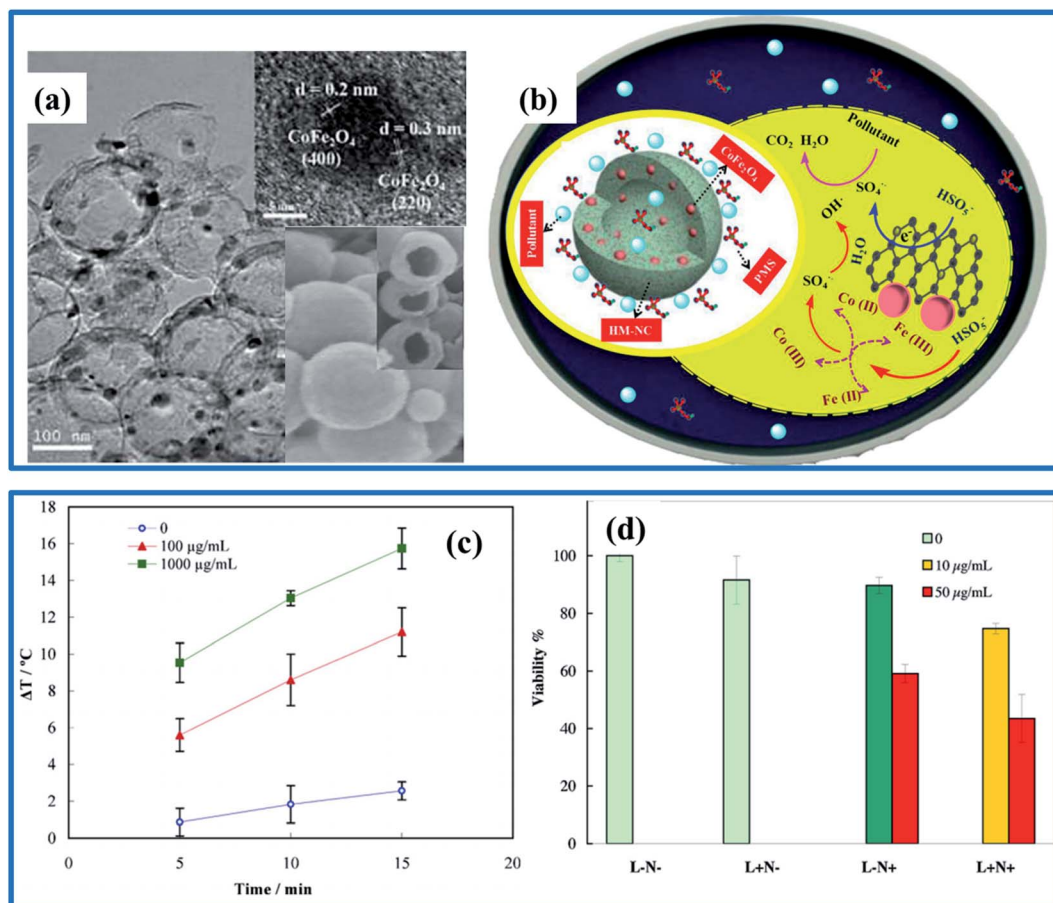 (a)
d = 0.2 nm
CoFe₂O₄
(400)
d = 0.3 nm
CoFe₂O₄
(220)
5 nm
100 nm
(b)
CoFe₂O₄
Pollutant
PMS
HM-NC
Pollutant
CO₂ H₂O
SO₄·⁻
HSO₅⁻
OH·
e⁻
H₂O
SO₄·⁻
Co (II)
Fe (III)
HSO₅⁻
Co (III)
Fe (II)
(c)
18
16
14
12
10
8
6
4
2
0
ΔT / ºC
0
100 µg/mL
1000 µg/mL
0
5
10
15
20
Time / min
(d)
100
80
60
40
20
0
Viability %
0
10 µg/mL
50 µg/mL
L-N-
L+N-
L-N+
L+N+